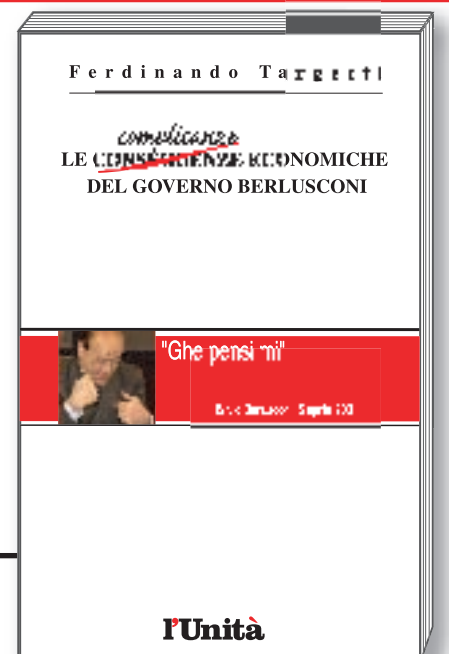 Ferdinando Targetti
complicanze
LE CONSEGUENZE ECONOMICHE
DEL GOVERNO BERLUSCONI
"Ghe pensi mi"
l'Unità